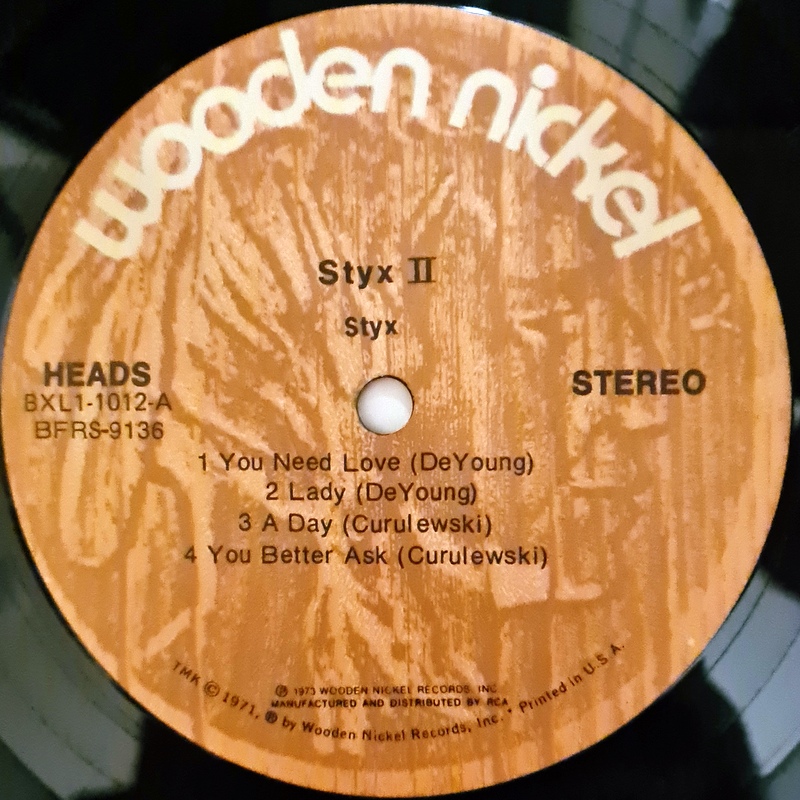 wooden nickel
Styx II
Styx
HEADS
BXL1-1012-A
BFRS-9136
STEREO
1 You Need Love (DeYoung)
2 Lady (DeYoung)
3 A Day (Curulewski)
4 You Better Ask (Curulewski)
℗ 1973 WOODEN NICKEL RECORDS, INC.
MANUFACTURED AND DISTRIBUTED BY RCA
TMK © 1971, ® by Wooden Nickel Records, Inc. • Printed in U.S.A.